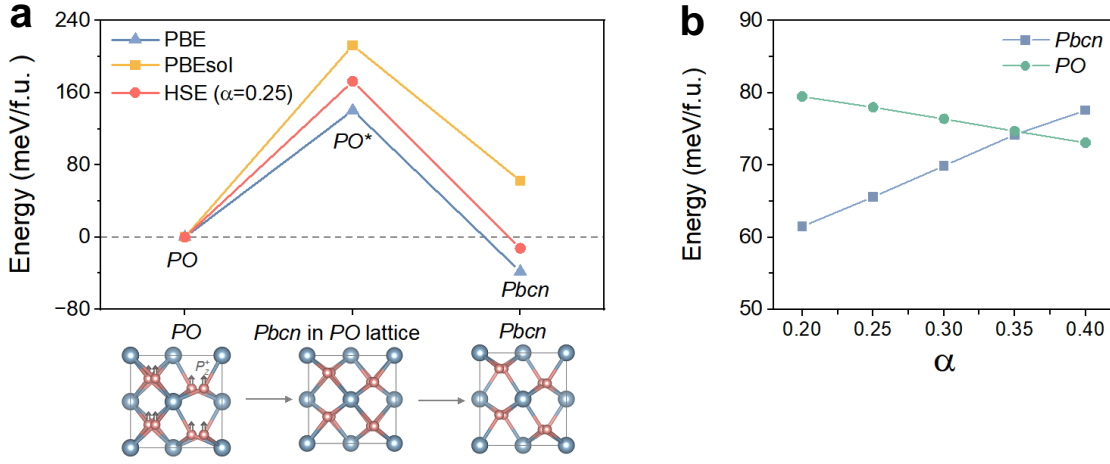 a
Energy (meV/f.u.)
240
160
80
0
−80
PBE
PBEsol
HSE (α=0.25)
PO*
PO
Pbcn
PO
Pbcn in PO lattice
Pbcn
P_z^+
b
Energy (meV/f.u.)
90
80
70
60
50
Pbcn
PO
0.20 0.25 0.30 0.35 0.40
α